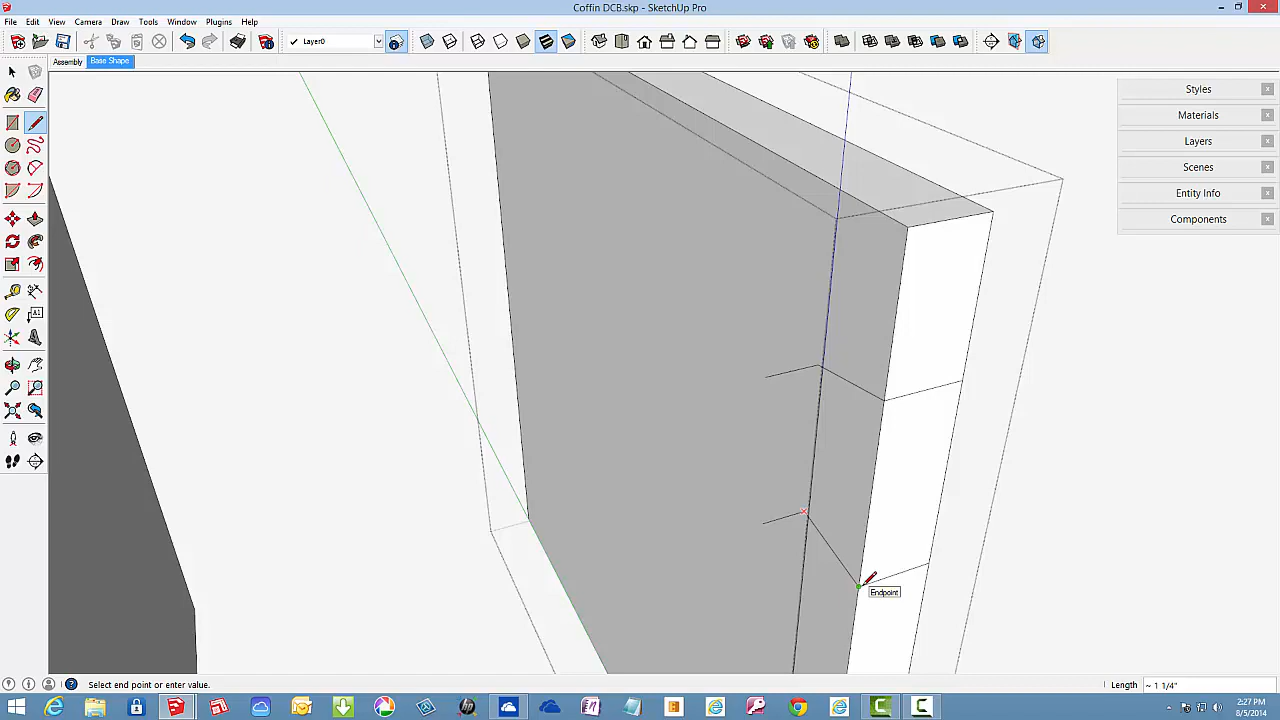 Coffin DCB.skp - SketchUp Pro
File Edit View Camera Draw Tools Window Plugins Help
Layer0
Assembly Base Shape
Styles
Materials
Layers
Scenes
Entity Info
Components
Endpoint
Select end point or enter value.
Length ~ 1 1/4"
2:27 PM
8/5/2014